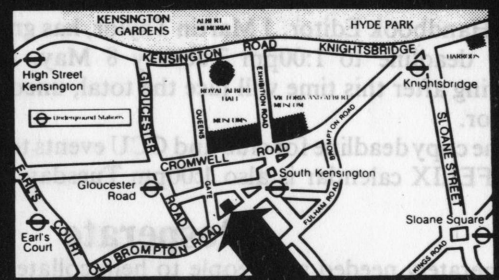 KENSINGTON
GARDENS
ALBERT
MEMORIAL
HYDE PARK
KENSINGTON ROAD
KNIGHTSBRIDGE
HARRODS
High Street
Kensington
Knightsbridge
ROYAL ALBERT
HALL
EXHIBITION ROAD
VICTORIA AND ALBERT
MUSEUM
GLOUCESTER ROAD
QUEENS GATE
MUSEUMS
Underground Stations
BROMPTON ROAD
SLOANE STREET
CROMWELL ROAD
South Kensington
Gloucester
Road
EARL'S COURT
FULHAM ROAD
Sloane Square
Earl's
Court
OLD BROMPTON ROAD
KINGS ROAD